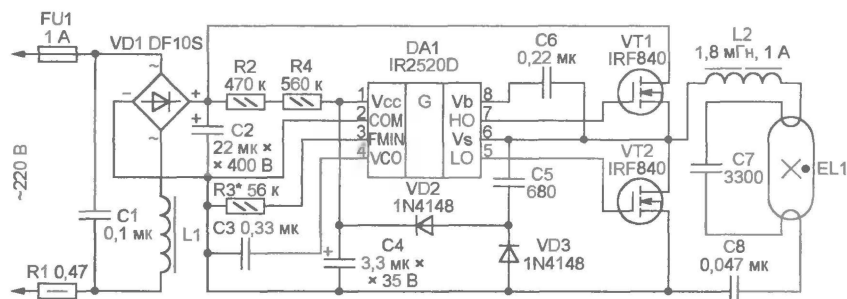 FU1
1 А
VD1 DF10S
~
−
+
~
~220 В
C1
0,1 мк
R1 0,47
L1
R2
470 к
R4
560 к
+
C2
22 мк ×
× 400 В
R3* 56 к
C3 0,33 мк
DA1
IR2520D
1 Vcc
2 COM
3 FMIN
4 VCO
G
Vb 8
HO 7
Vs 6
LO 5
C6
0,22 мк
VT1
IRF840
L2
1,8 мГн, 1 А
C5
680
VT2
IRF840
C7
3300
EL1
VD2
1N4148
+
C4
3,3 мк ×
× 35 В
VD3
1N4148
C8
0,047 мк